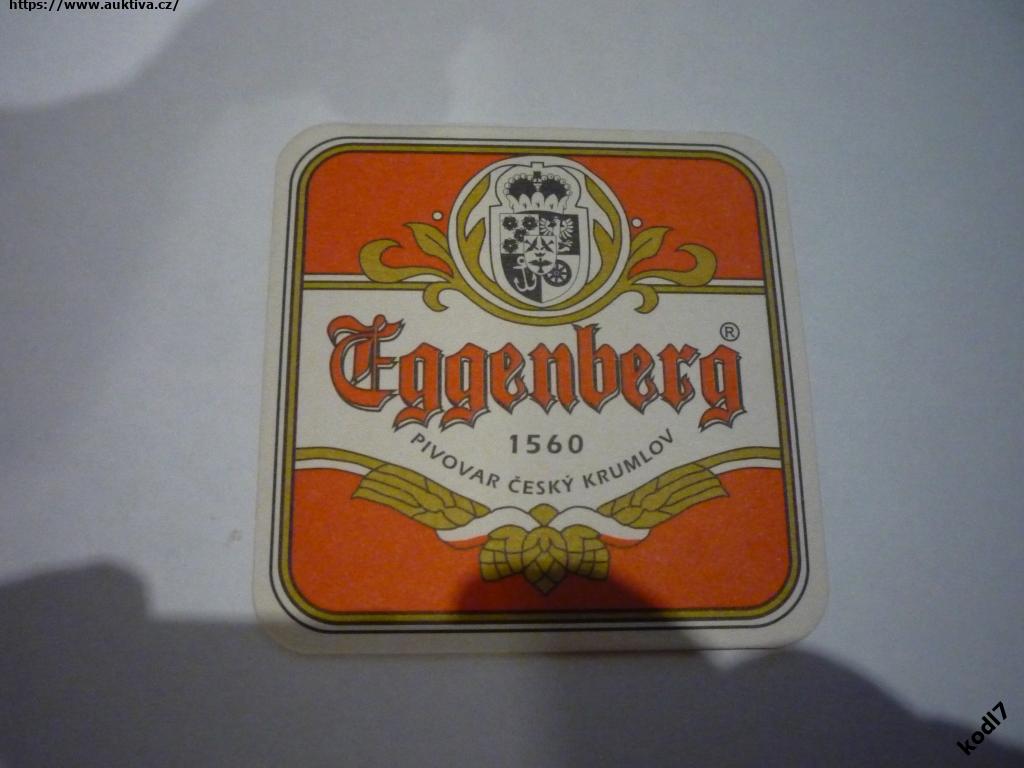 https://www.auktiva.cz/
Eggenberg ®
1560
PIVOVAR ČESKÝ KRUMLOV
kodl7